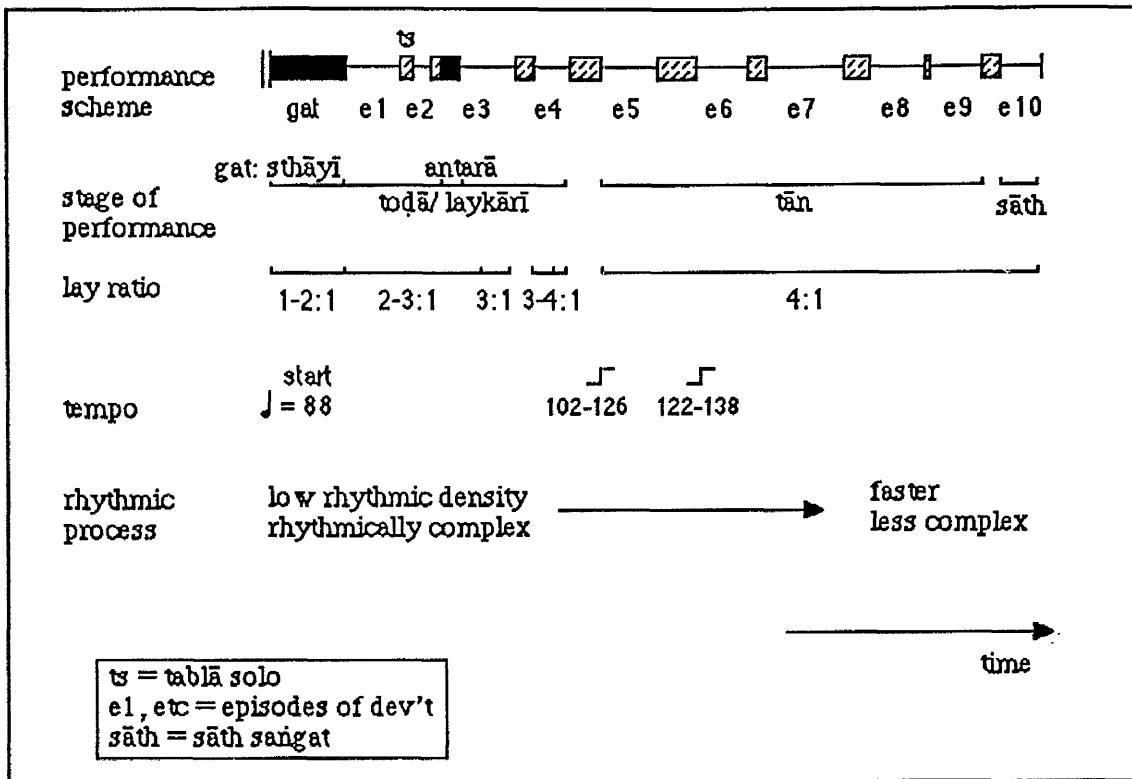 ts
performance
scheme
gat e1 e2 e3 e4 e5 e6 e7 e8 e9 e10
gat: sthāyī antarā
stage of
performance
toḍā/ laykārī tān sāth
lay ratio
1-2:1 2-3:1 3:1 3-4:1 4:1
start
tempo
♩ = 88 102-126 122-138
rhythmic
process
low rhythmic density
rhythmically complex
faster
less complex
time
ts = tablā solo
e1, etc = episodes of dev't
sāth = sāth saṅgat